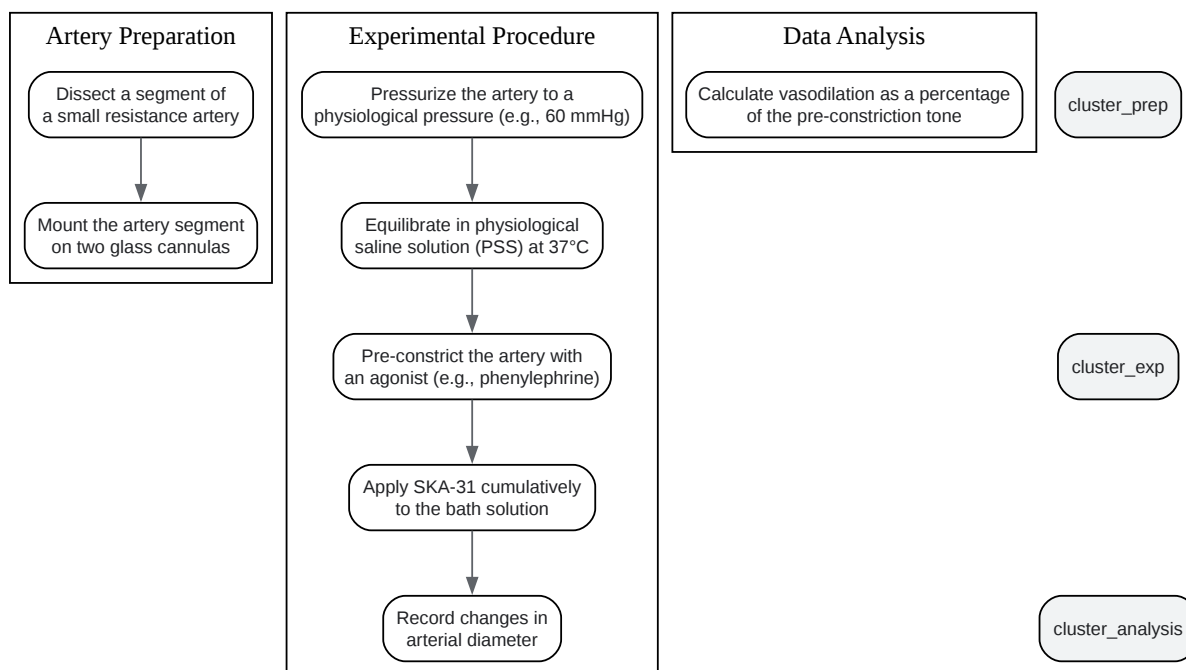 Artery Preparation
Dissect a segment of
a small resistance artery
Mount the artery segment
on two glass cannulas
Experimental Procedure
Pressurize the artery to a
physiological pressure (e.g., 60 mmHg)
Equilibrate in physiological
saline solution (PSS) at 37°C
Pre-constrict the artery with
an agonist (e.g., phenylephrine)
Apply SKA-31 cumulatively
to the bath solution
Record changes in
arterial diameter
Data Analysis
Calculate vasodilation as a percentage
of the pre-constriction tone
cluster_prep
cluster_exp
cluster_analysis